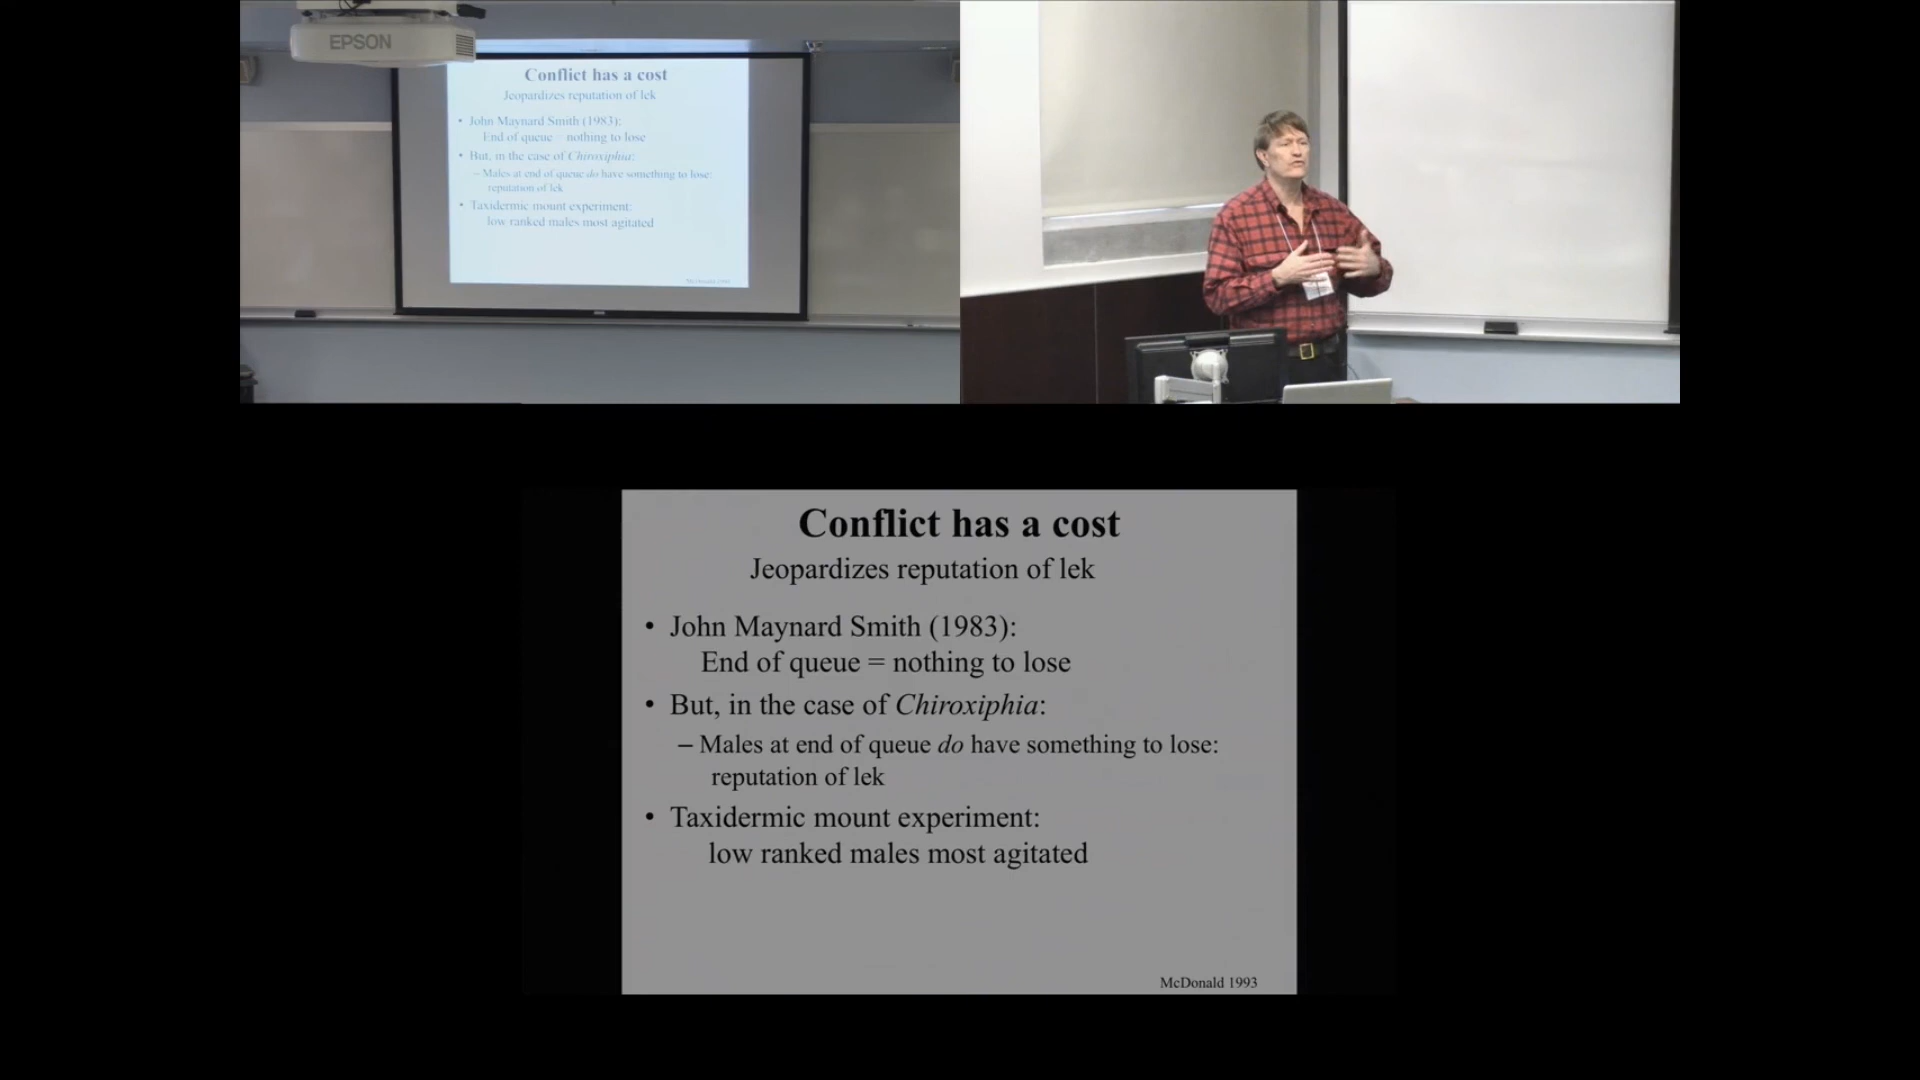 EPSON
Conflict has a cost
Jeopardizes reputation of lek
• John Maynard Smith (1983):
End of queue = nothing to lose
• But, in the case of Chiroxiphia:
– Males at end of queue do have something to lose:
reputation of lek
• Taxidermic mount experiment:
low ranked males most agitated
McDonald 1993
Conflict has a cost
Jeopardizes reputation of lek
• John Maynard Smith (1983):
End of queue = nothing to lose
• But, in the case of Chiroxiphia:
– Males at end of queue do have something to lose:
reputation of lek
• Taxidermic mount experiment:
low ranked males most agitated
McDonald 1993